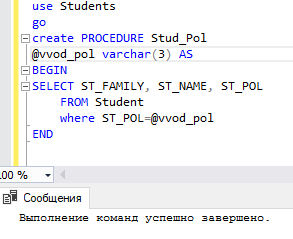 use Students
go
create PROCEDURE Stud_Pol
@vvod_pol varchar(3) AS
BEGIN
SELECT ST_FAMILY, ST_NAME, ST_POL
FROM Student
where ST_POL=@vvod_pol
END
00 %
Сообщения
Выполнение команд успешно завершено.